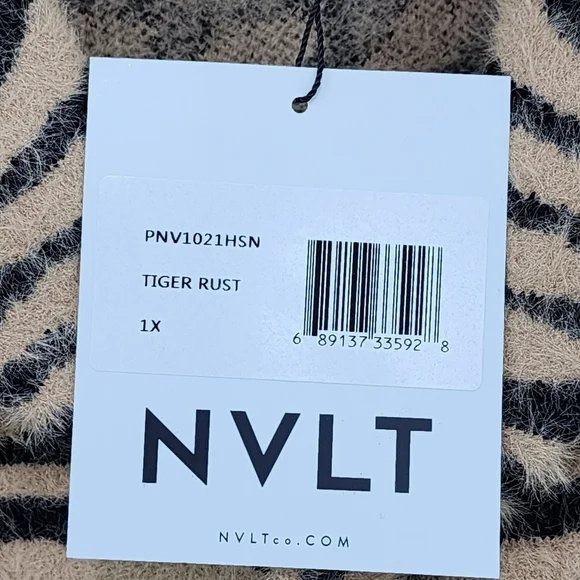 PNV1021HSN
TIGER RUST
1X
6 89137 33592 8
NVLT
NVLTco.COM